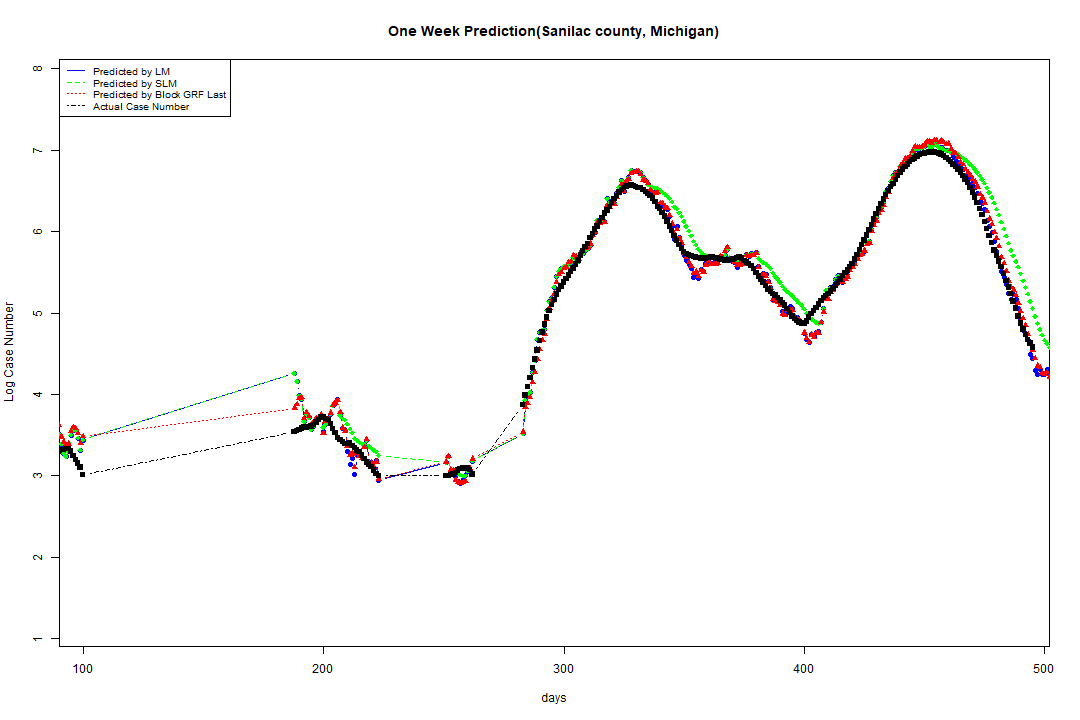 One Week Prediction(Sanilac county, Michigan)
Predicted by LM
Predicted by SLM
Predicted by Block GRF Last
Actual Case Number
8
7
6
5
4
3
2
1
Log Case Number
100 200 300 400 500
days